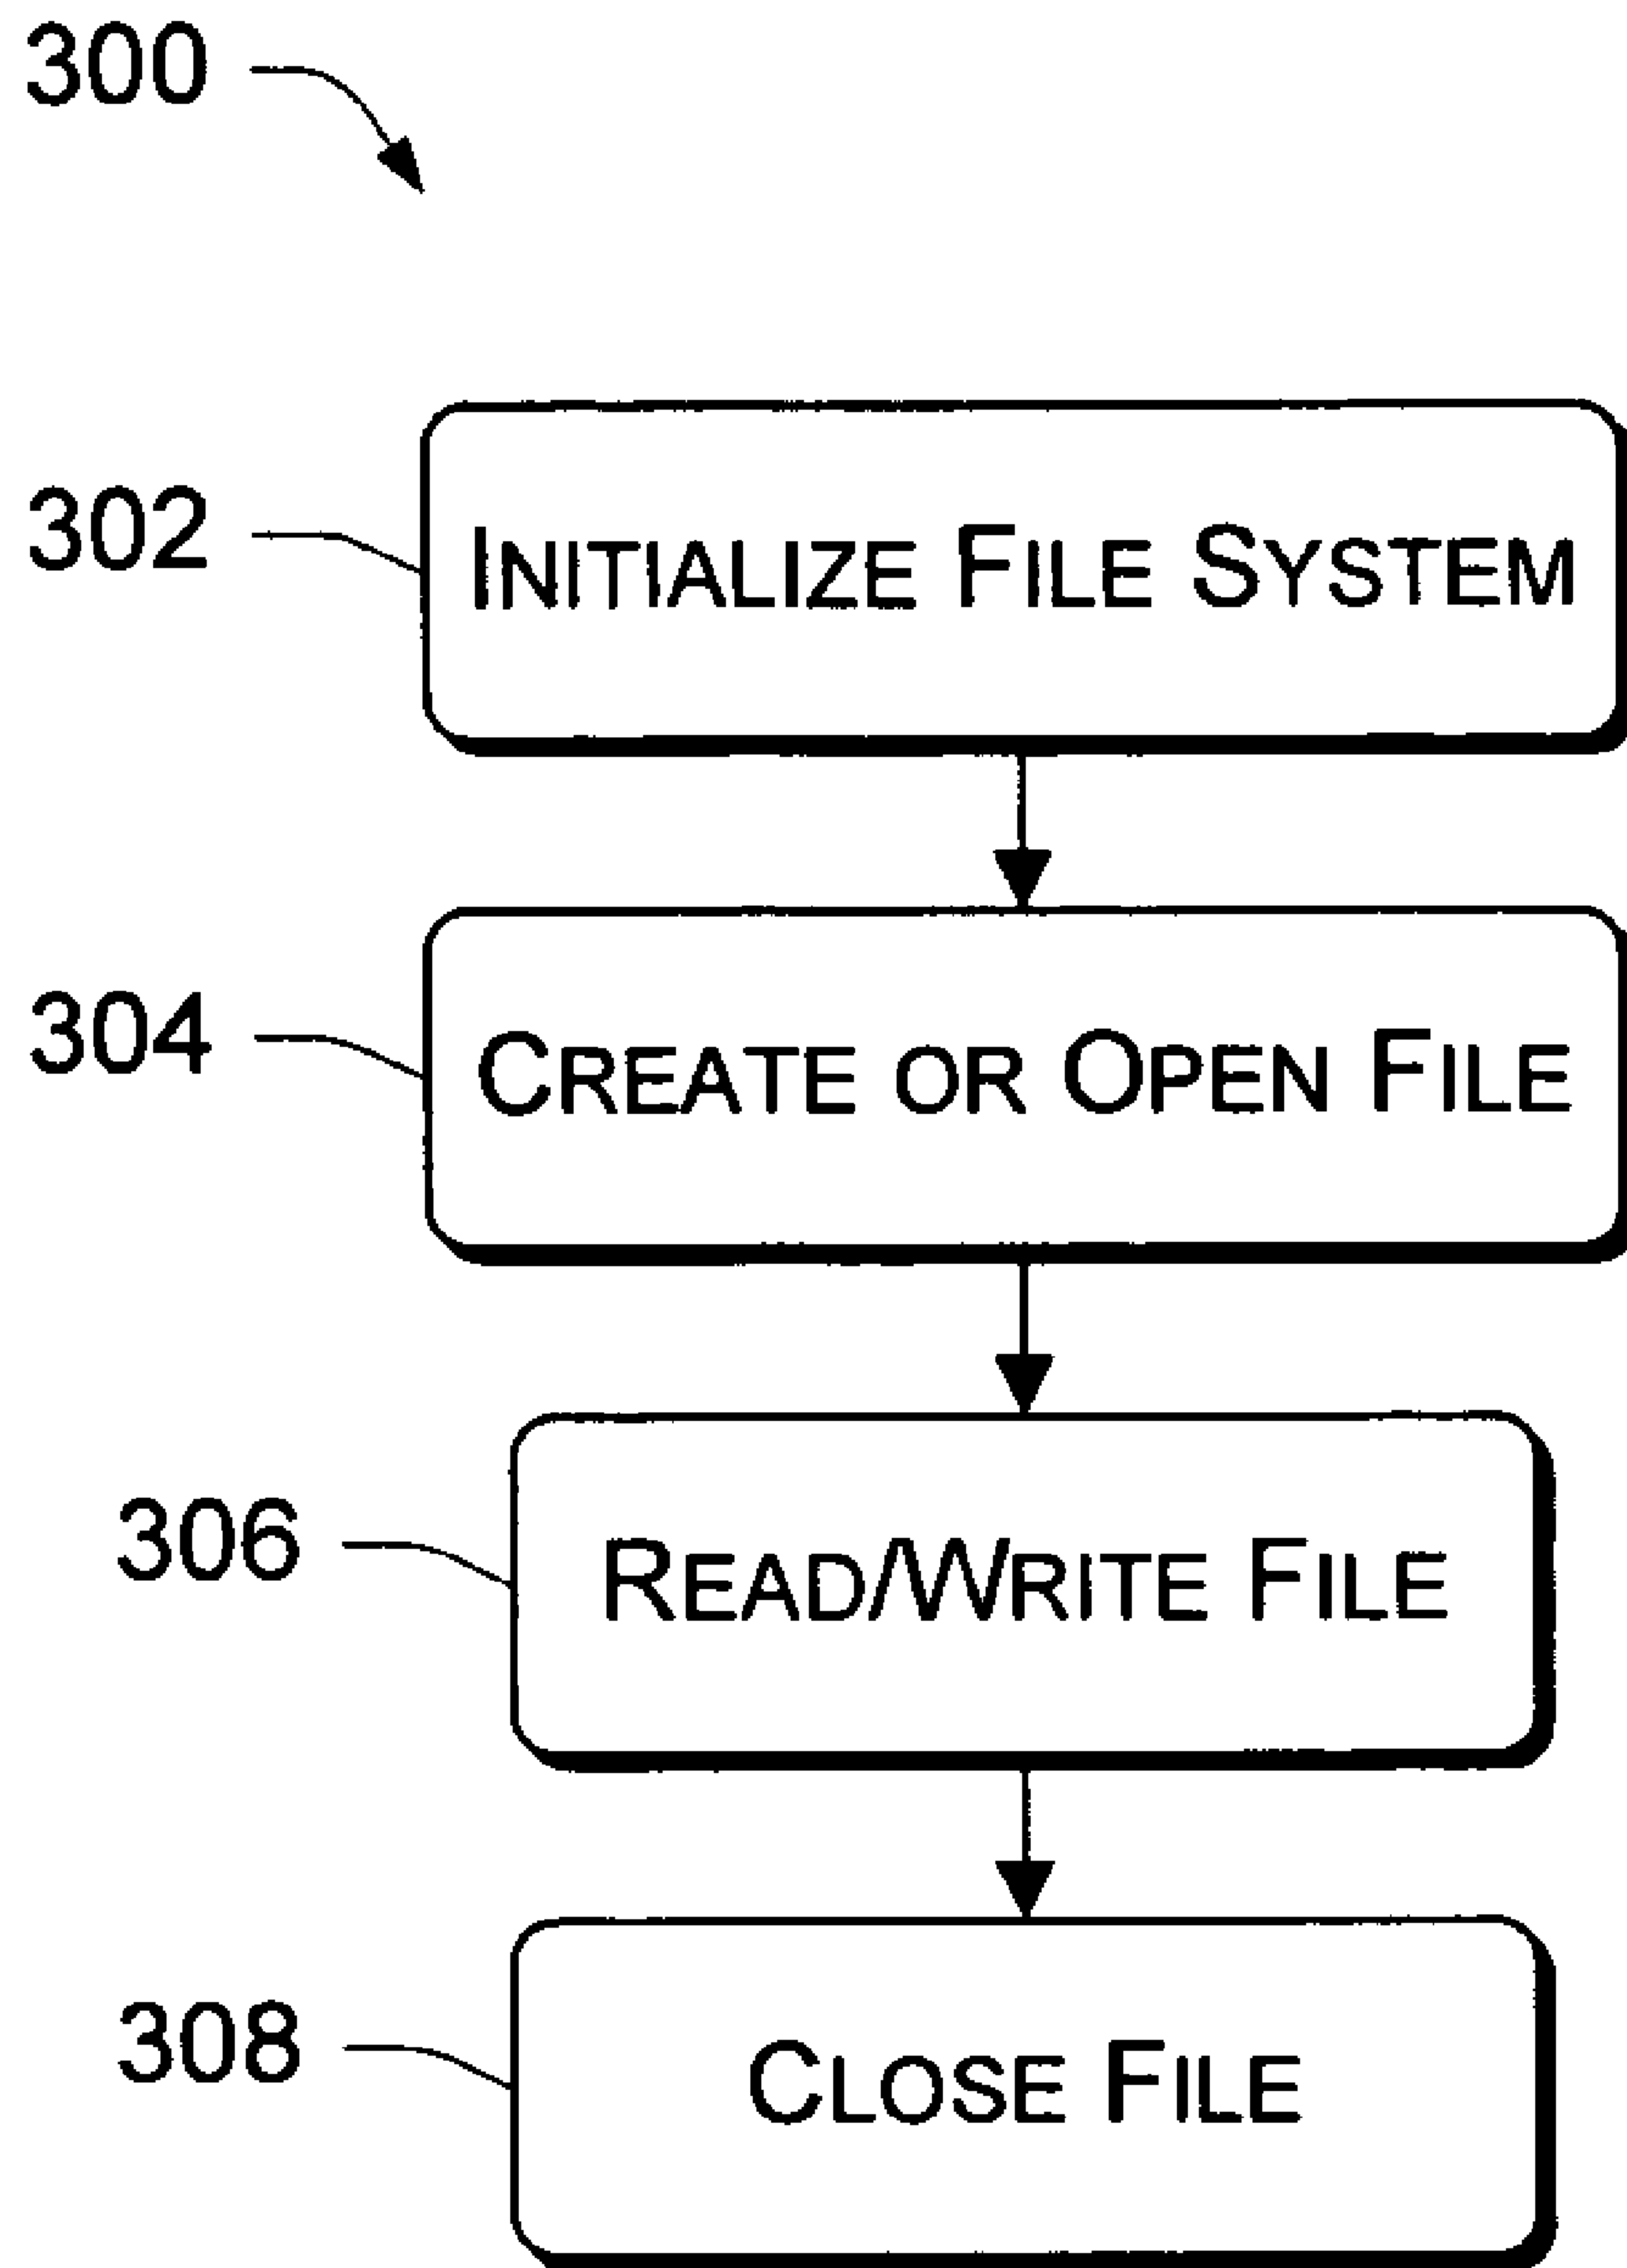 300
302
INITIALIZE FILE SYSTEM
304
CREATE OR OPEN FILE
306
READ/WRITE FILE
308
CLOSE FILE